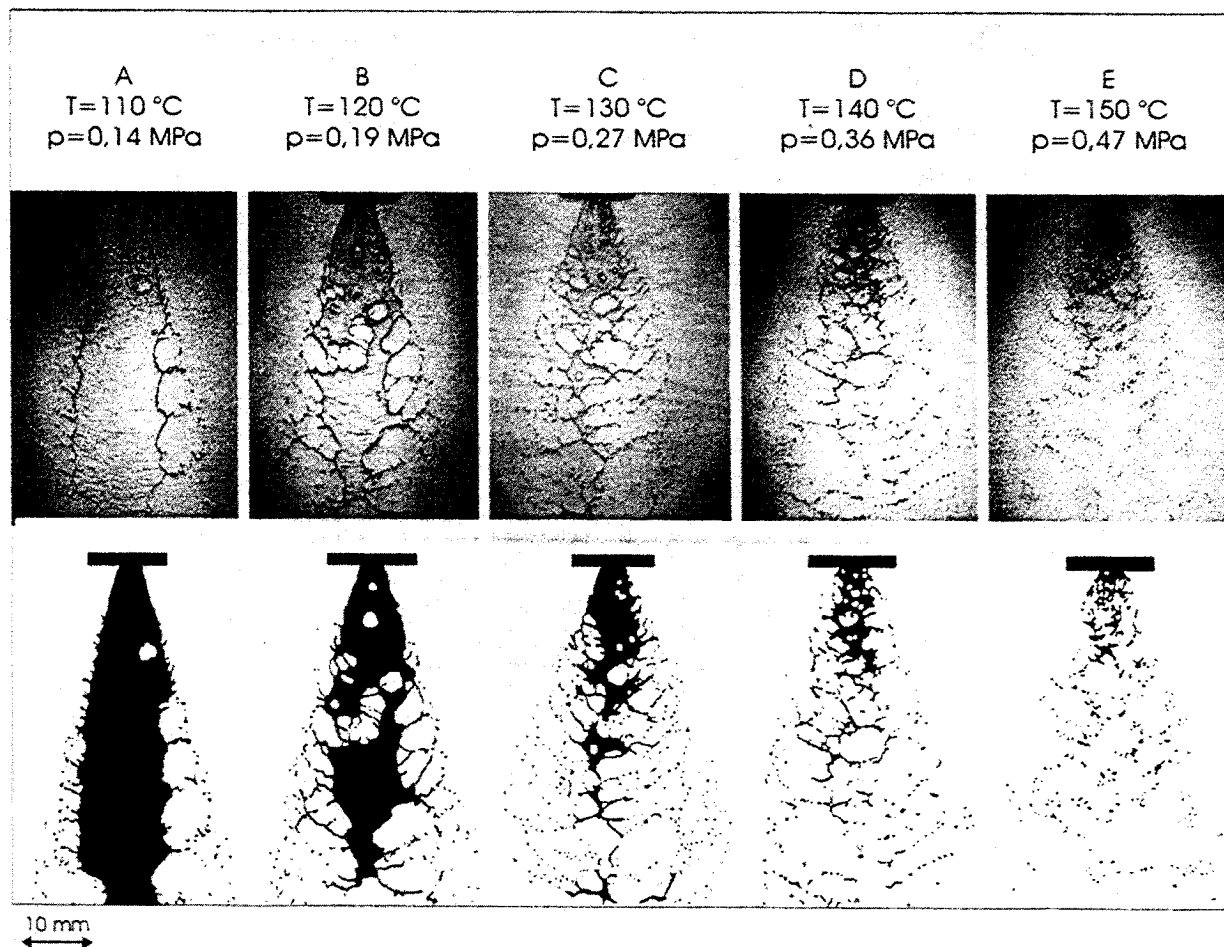 A
T=110 °C
p=0,14 MPa
B
T=120 °C
p=0,19 MPa
C
T=130 °C
p=0,27 MPa
D
T=140 °C
p=0,36 MPa
E
T=150 °C
p=0,47 MPa
10 mm